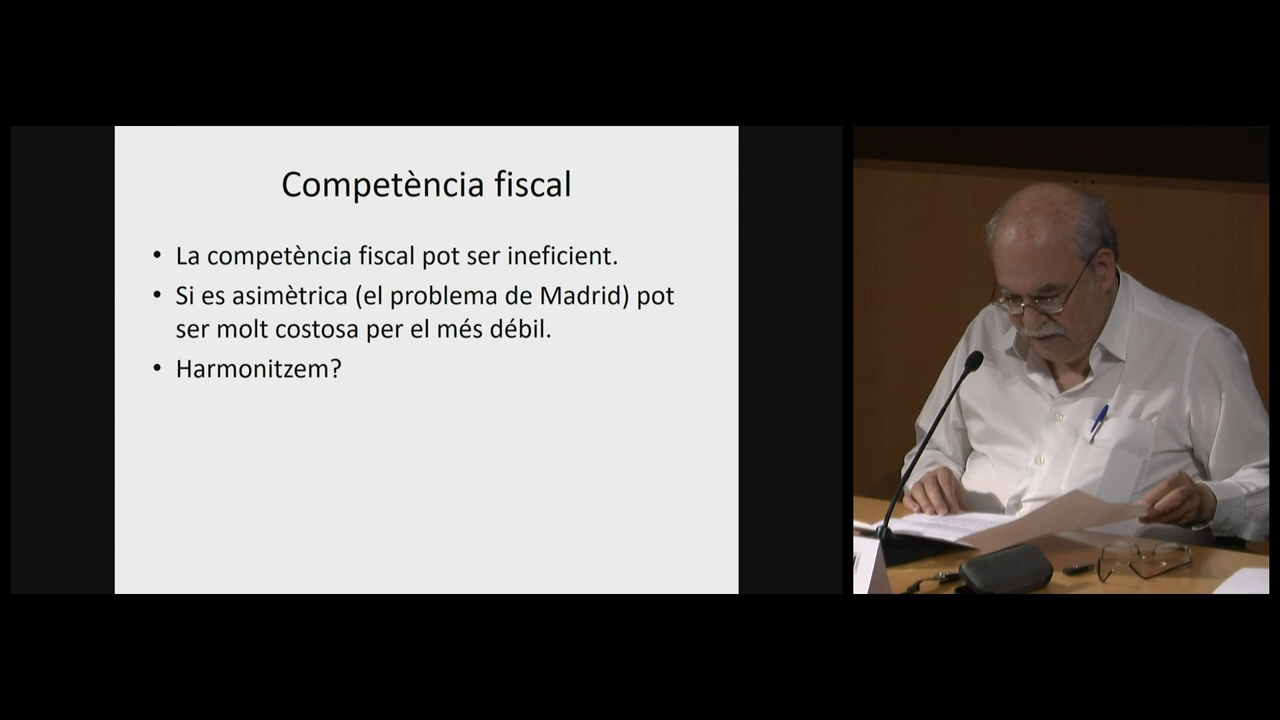 Competència fiscal
• La competència fiscal pot ser ineficient.
• Si es asimètrica (el problema de Madrid) pot
ser molt costosa per el més débil.
• Harmonitzem?